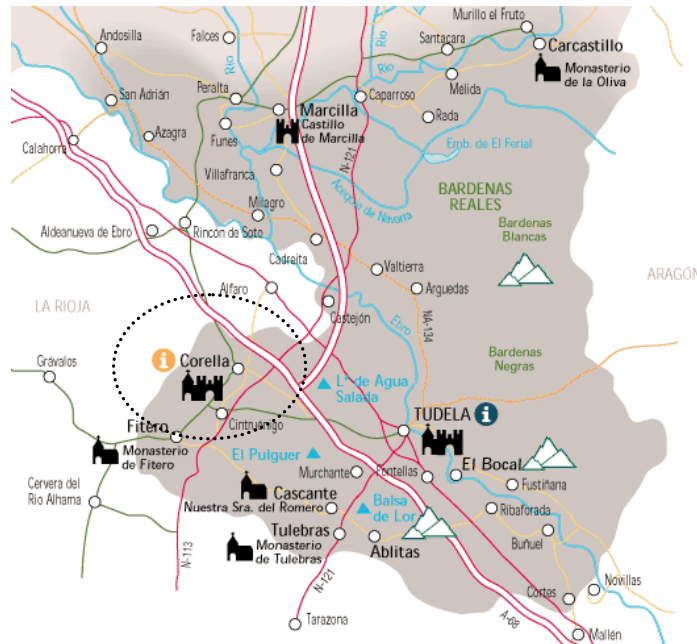 Murillo el Fruto
Andosilla
Falces
Río
Río
Santacara
Carcastillo
Río
Monasterio
de la Oliva
San Adrián
Peralta
Caparroso
Mélida
Marcilla
Castillo
de Marcilla
Rada
Azagra
Funes
Calahorra
N-121
Emb. de El Ferial
Villafranca
Acequia de Navarra
BARDENAS
REALES
Milagro
Bardenas
Blancas
Aldeanueva de Ebro
Rincón de Soto
Cadreita
Valtierra
ARAGÓN
Alfaro
Arguedas
LA RIOJA
Castejón
Ebro
NA-134
Bardenas
Negras
i Corella
Grávalos
Lª de Agua
Salada
TUDELA i
Cintruénigo
Fitero
Monasterio
de Fitero
El Pulguer
Murchante
Fontellas
El Bocal
Fustiñana
Cervera del
Río Alhama
Cascante
Nuestra Sra. del Romero
Balsa
de Lor
Ribaforada
Tulebras
Monasterio
de Tulebras
Ablitas
Buñuel
N-113
N-121
Novillas
Cortes
Tarazona
A-68
Mallén